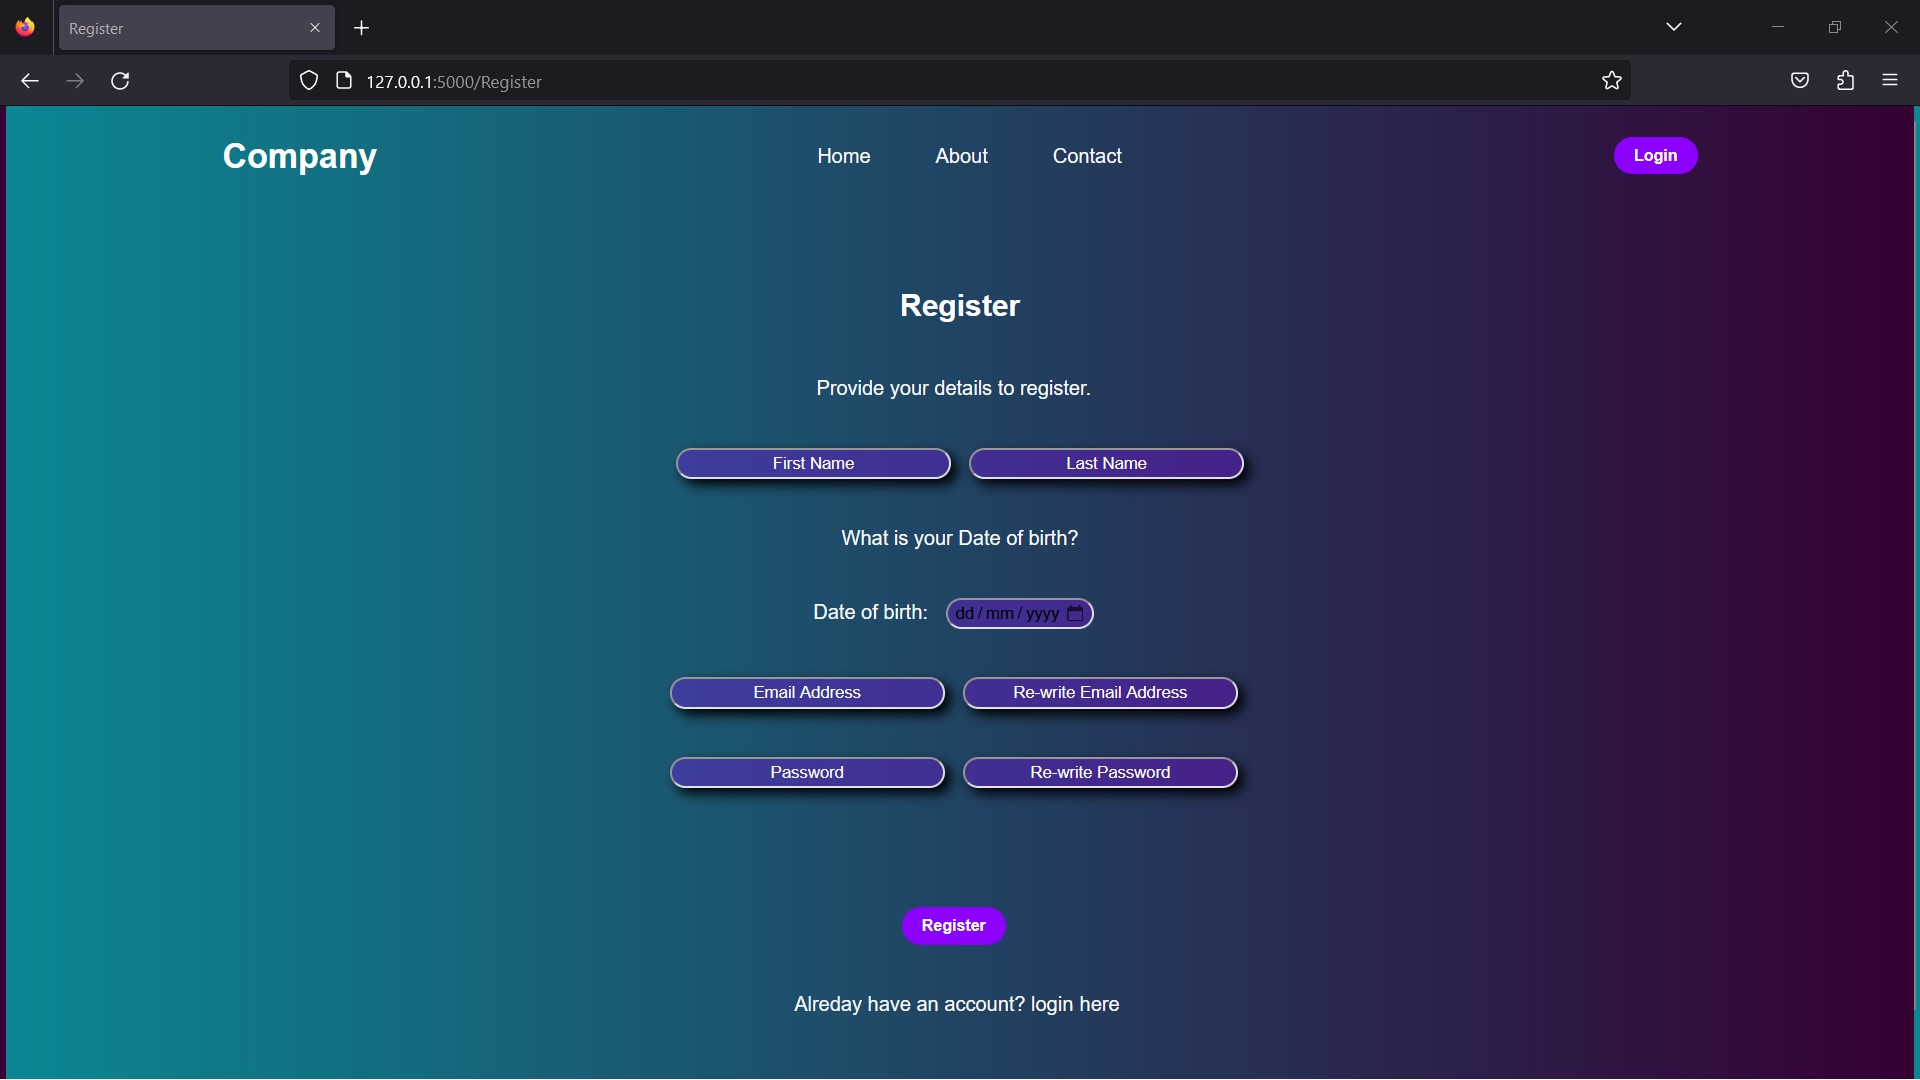 Register
127.0.0.1:5000/Register
Company Home About Contact Login
Register
Provide your details to register.
First Name Last Name
What is your Date of birth?
Date of birth: dd / mm / yyyy
Email Address Re-write Email Address
Password Re-write Password
Register
Alreday have an account? login here